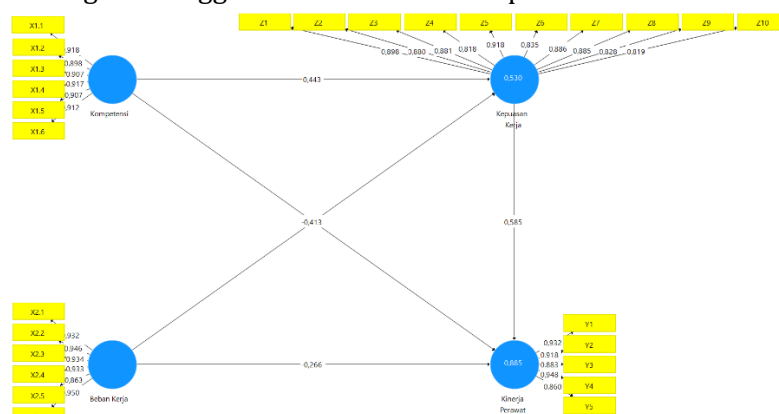 Z1 Z2 Z3 Z4 Z5 Z6 Z7 Z8 Z9 Z10
X1.1
X1.2
X1.3
X1.4
X1.5
X1.6
,918
0,898
0,907
0,917
0,907
,912
Kompetensi
0,898 0,880 0,881 0,818 0,918 0,835 0,886 0,885 0,828 0,819
0,530
Kepuasan
Kerja
0,443
-0,413
0,585
X2.1
X2.2
X2.3
X2.4
X2.5
,932
0,946
0,934
0,933
0,863
,950
Beban Kerja
0,266
0,885
Kinerja
Perawat
0,932
0,918
0,883
0,948
0,860
Y1
Y2
Y3
Y4
Y5